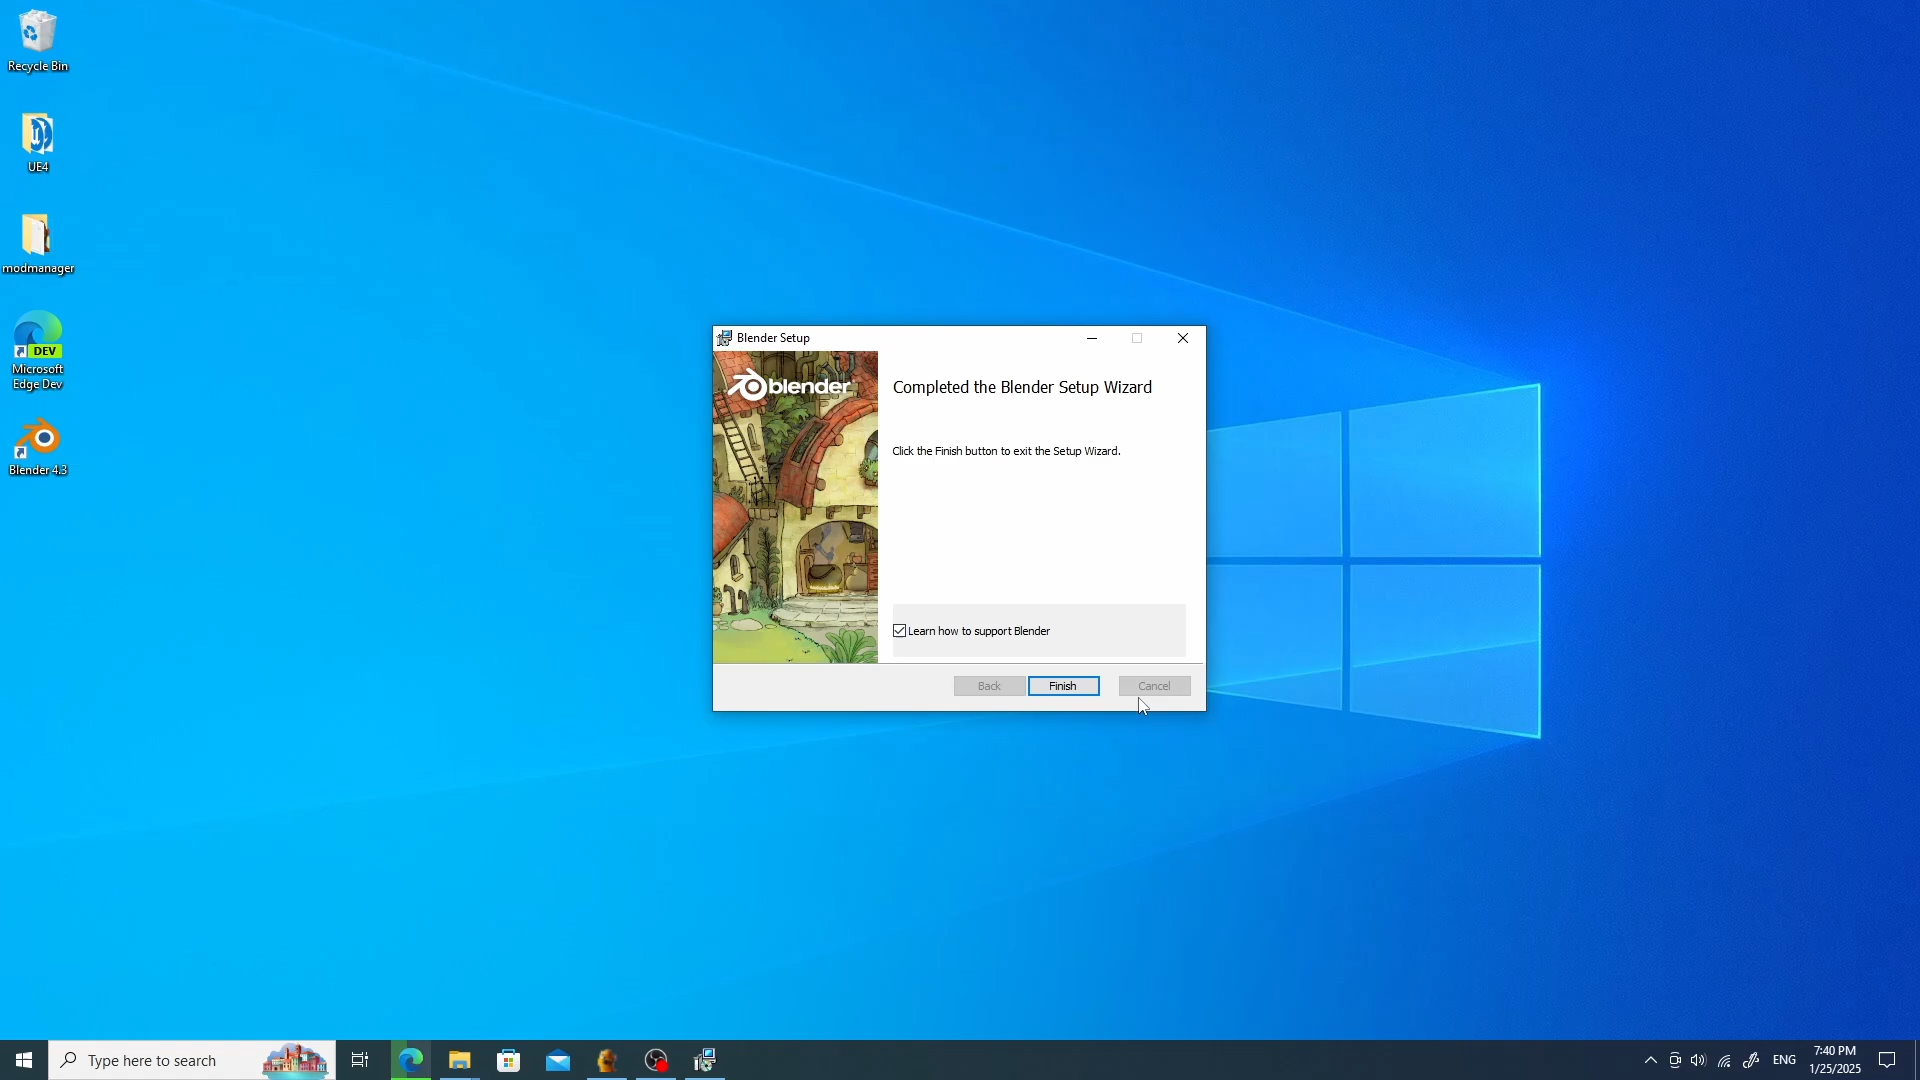 Recycle Bin
UE4
modmanager
DEV
Microsoft
Edge Dev
Blender 4.3
Blender Setup
blender
Completed the Blender Setup Wizard
Click the Finish button to exit the Setup Wizard.
Learn how to support Blender
Back
Finish
Cancel
Type here to search
ENG
7:40 PM
1/25/2025